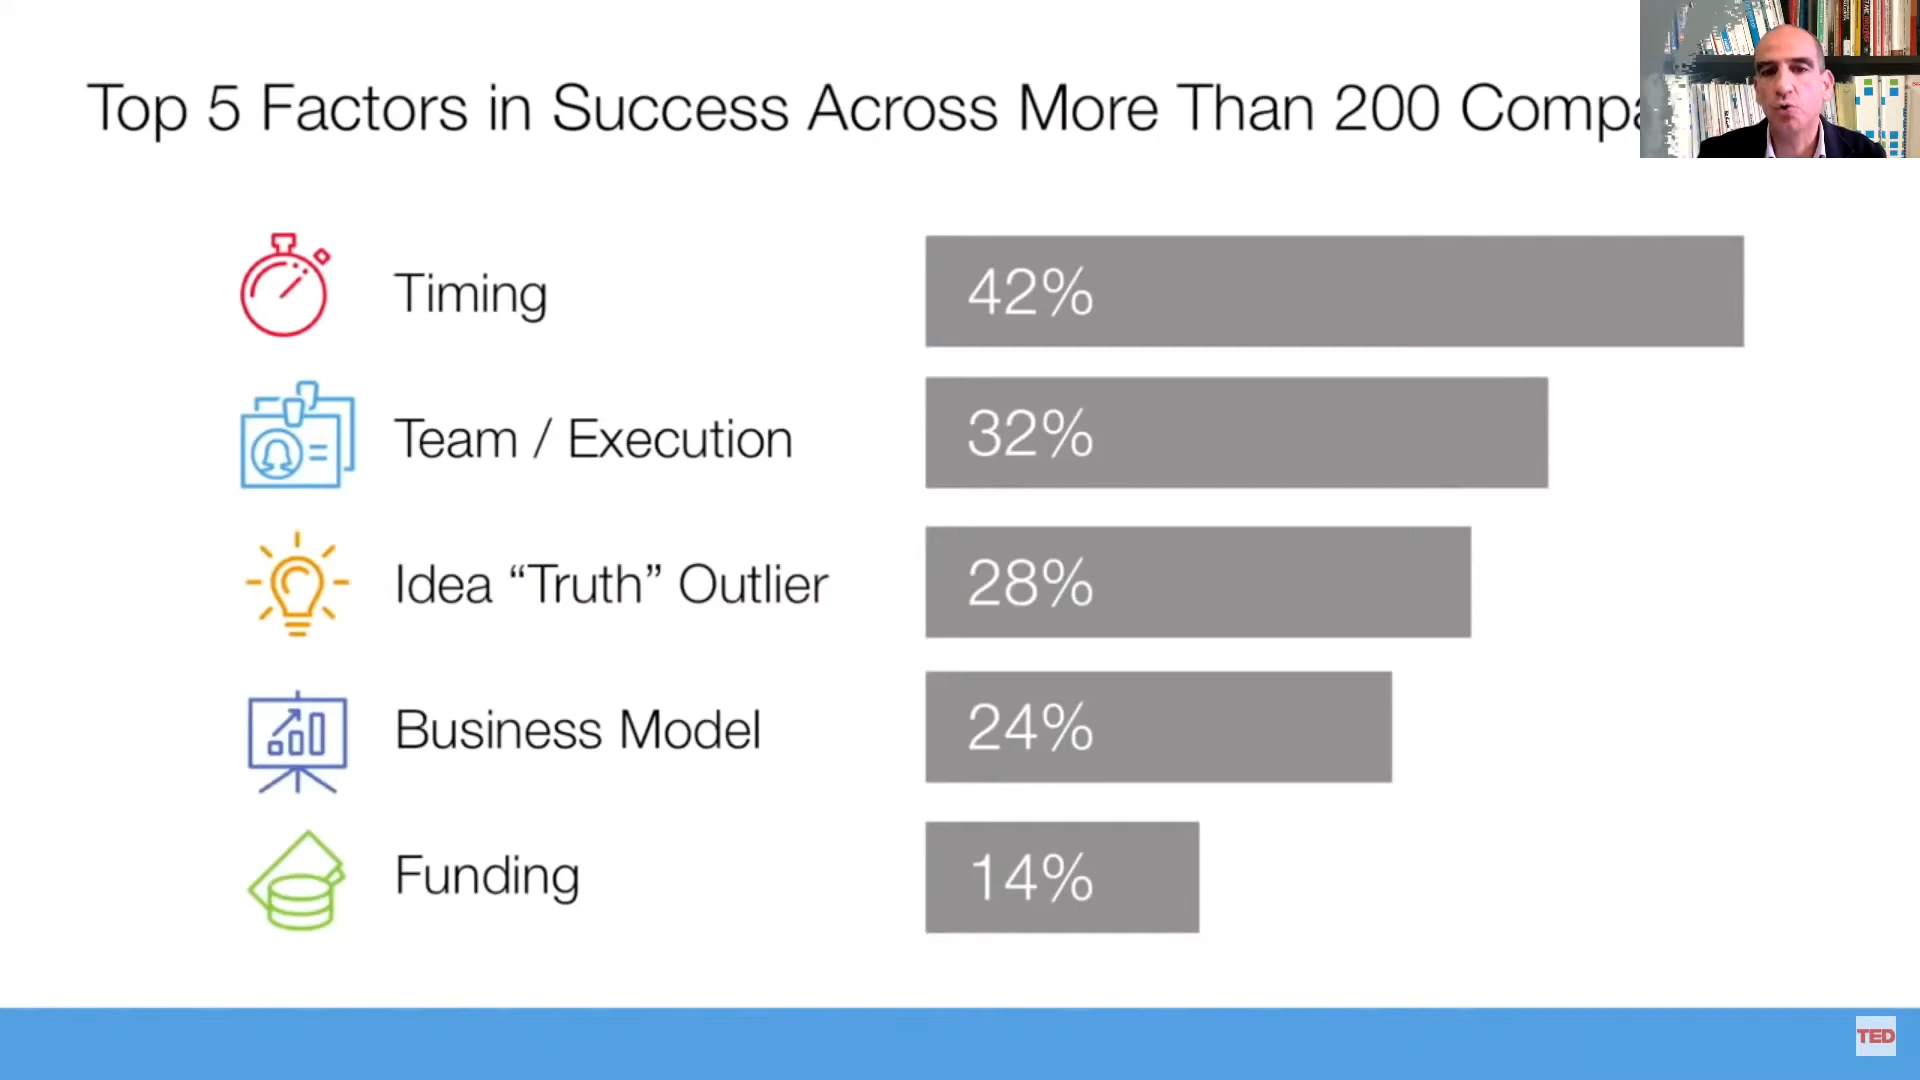 Top 5 Factors in Success Across More Than 200 Compa
Timing
42%
Team / Execution
32%
Idea “Truth” Outlier
28%
Business Model
24%
Funding
14%
TED